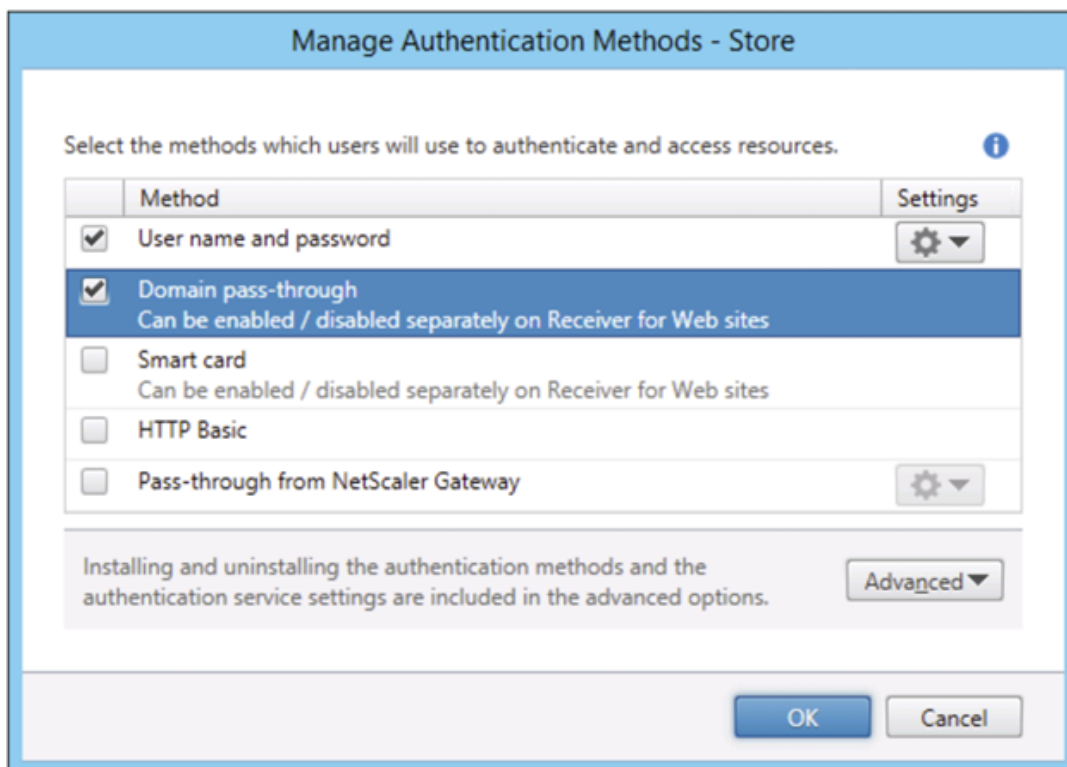 Manage Authentication Methods - Store
Select the methods which users will use to authenticate and access resources.
Method Settings
User name and password
Domain pass-through
Can be enabled / disabled separately on Receiver for Web sites
Smart card
Can be enabled / disabled separately on Receiver for Web sites
HTTP Basic
Pass-through from NetScaler Gateway
Installing and uninstalling the authentication methods and the
authentication service settings are included in the advanced options.
Advanced
OK Cancel